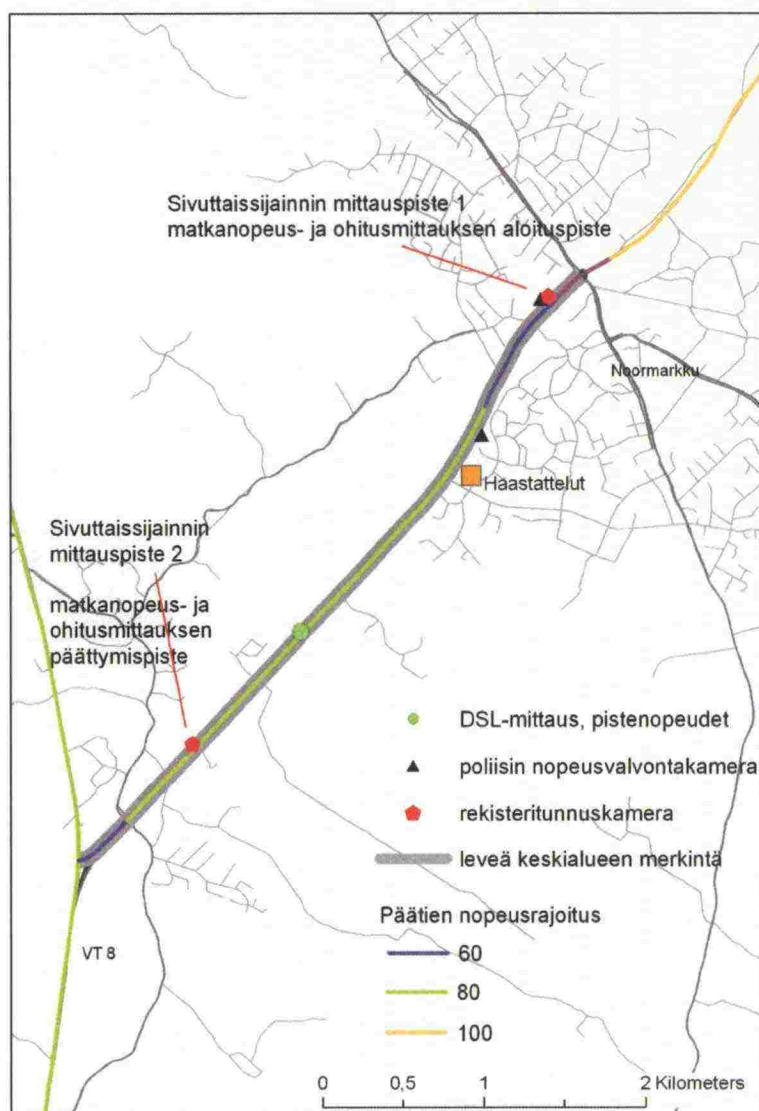 Sivuttaissijainnin mittauspiste 1
matkanopeus- ja ohitusmittauksen aloituspiste
Noormarkku
Haastattelut
Sivuttaissijainnin
mittauspiste 2
matkanopeus- ja
ohitusmittauksen
päättymispiste
DSL-mittaus, pistenopeudet
poliisin nopeusvalvontakamera
rekisteritunnuskamera
leveä keskialueen merkintä
Päätien nopeusrajoitus
60
80
100
VT 8
0 0,5 1 2 Kilometers